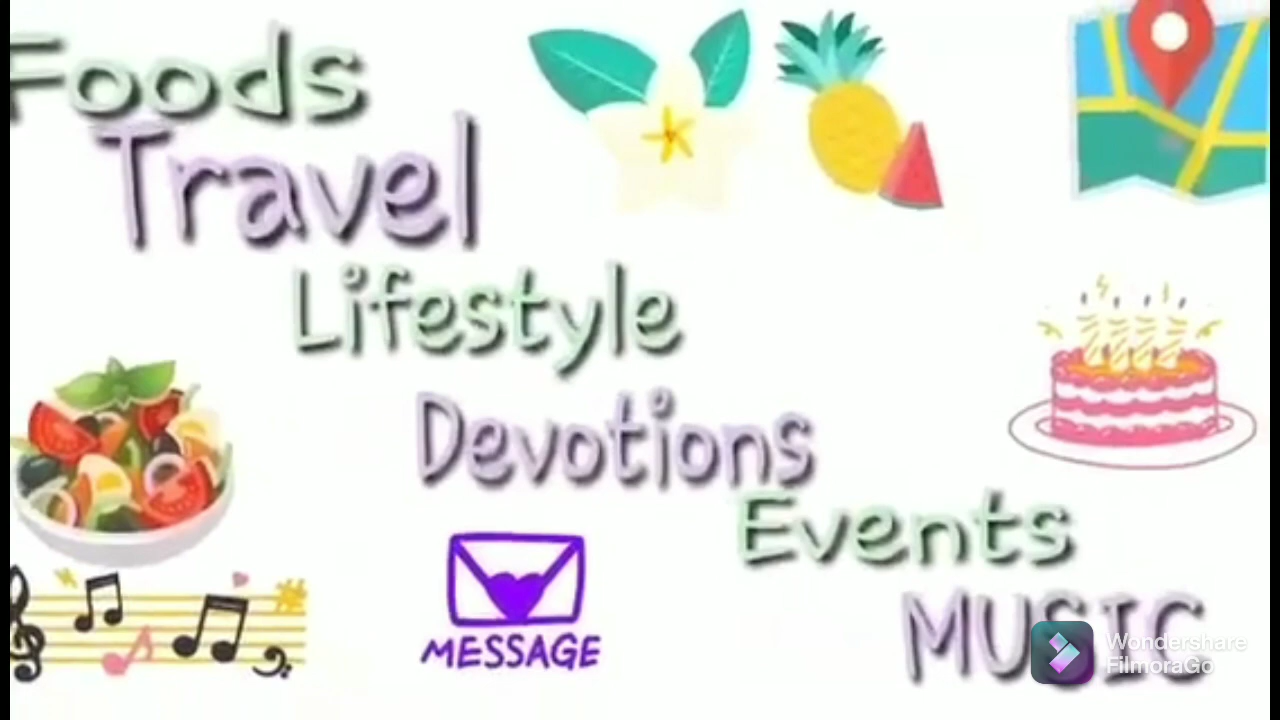 Foods
Travel
Lifestyle
Devotions
Events
MUSIC
MESSAGE
Wondershare
FilmoraGo